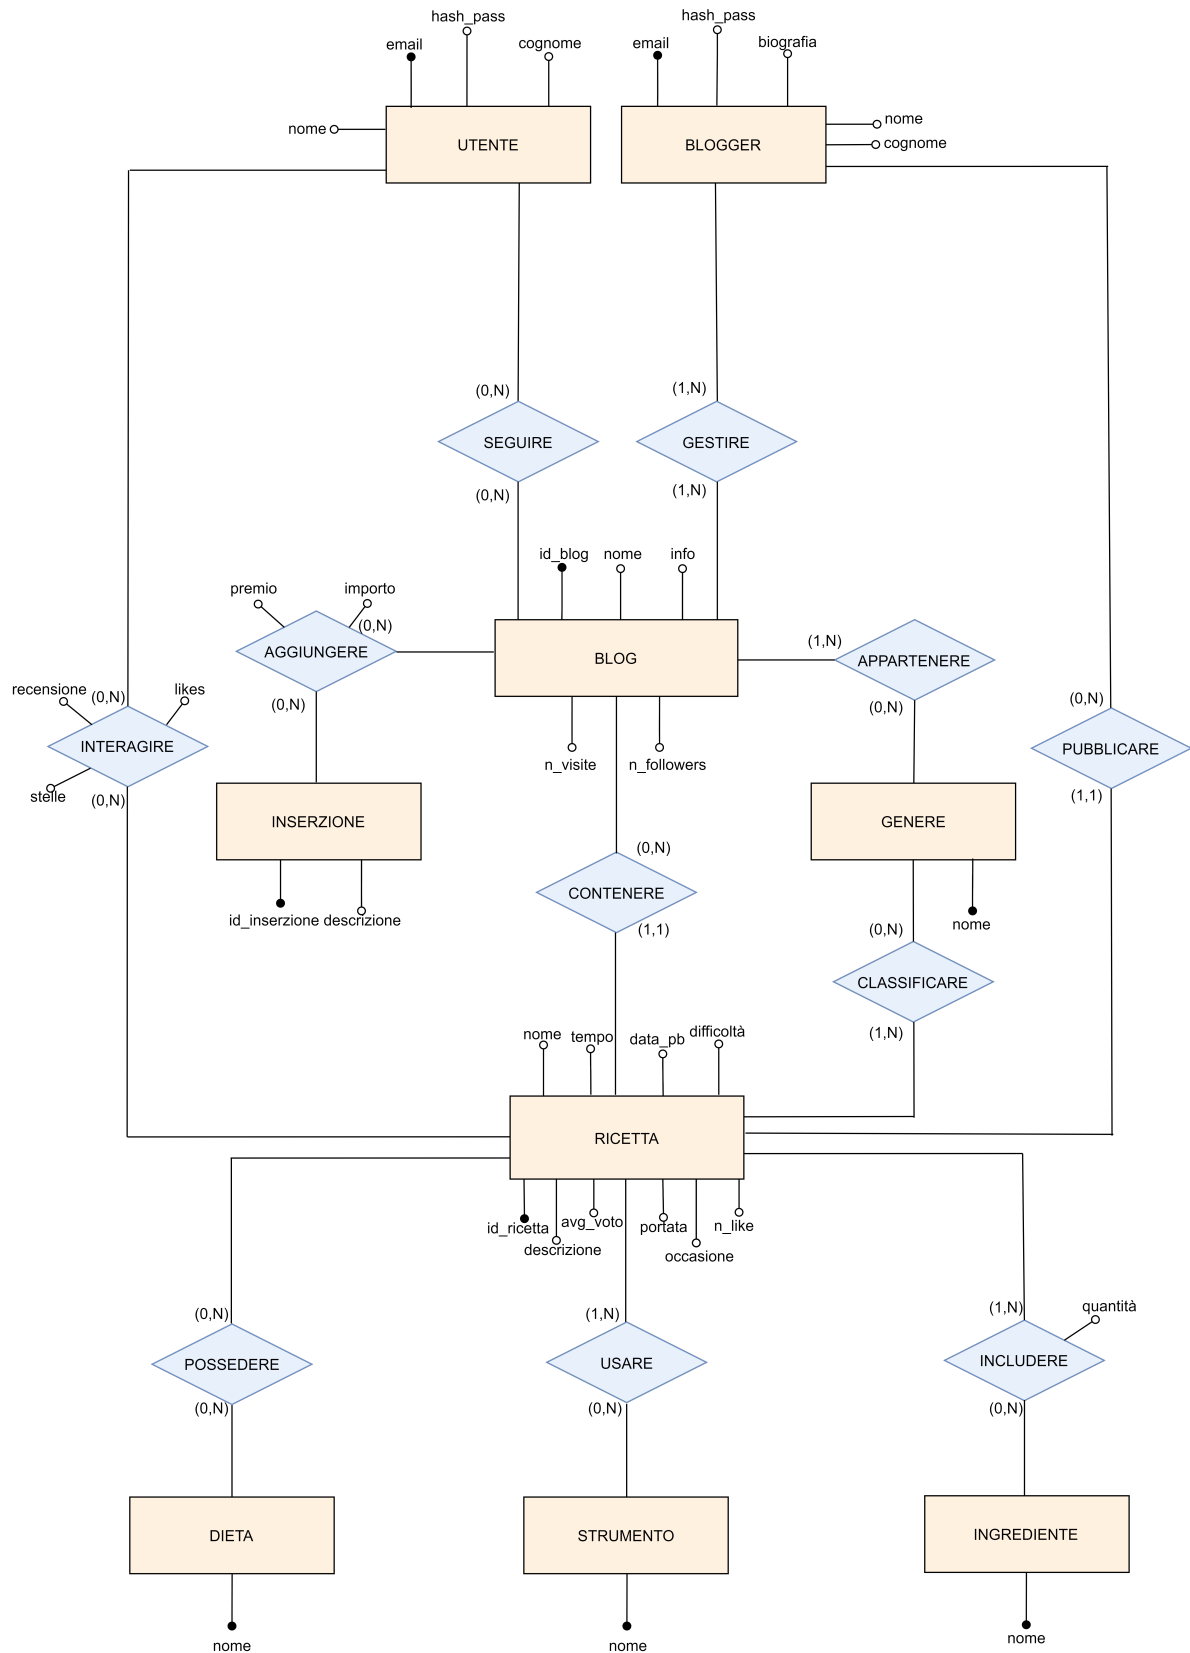 hash_pass
hash_pass
email
cognome
email
biografia
nome
UTENTE
BLOGGER
nome
cognome
(0,N)
(1,N)
SEGUIRE
GESTIRE
(0,N)
(1,N)
id_blog
nome
info
premio
importo
(0,N)
AGGIUNGERE
BLOG
(1,N)
APPARTENERE
recensione
(0,N)
likes
(0,N)
(0,N)
(0,N)
INTERAGIRE
PUBBLICARE
n_visite
n_followers
stelle
(0,N)
(1,1)
INSERZIONE
GENERE
(0,N)
CONTENERE
(1,1)
id_inserzione
descrizione
nome
(0,N)
CLASSIFICARE
(1,N)
nome
tempo
data_pb
difficoltà
RICETTA
id_ricetta
avg_voto
portata
n_like
descrizione
occasione
(0,N)
(1,N)
(1,N)
quantità
POSSEDERE
USARE
INCLUDERE
(0,N)
(0,N)
(0,N)
DIETA
STRUMENTO
INGREDIENTE
nome
nome
nome